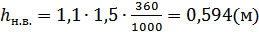 hн.в. = 1,1 · 1,5 · 360/1000 = 0,594(м)